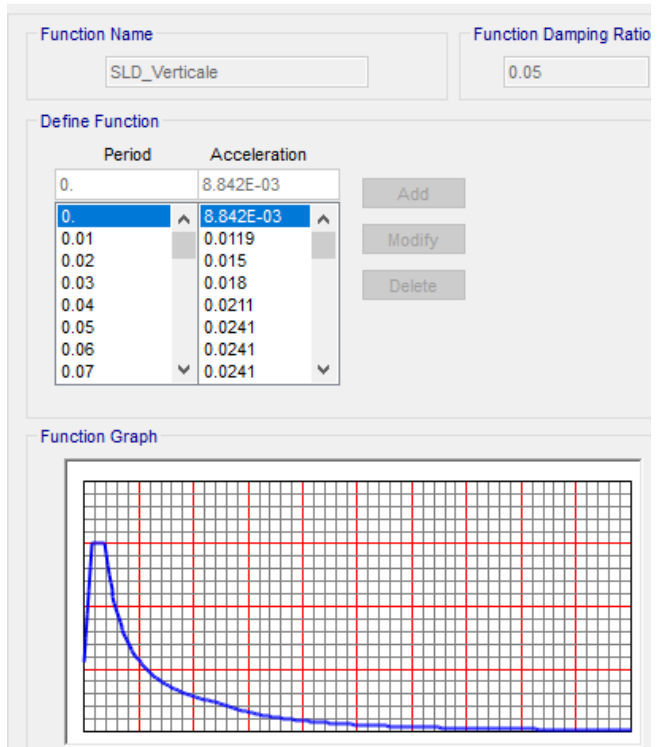 Function Name
Function Damping Ratio
SLD_Verticale
0.05
Define Function
Period Acceleration
0. 8.842E-03
Add
0. 8.842E-03
0.01 0.0119
Modify
0.02 0.015
0.03 0.018
Delete
0.04 0.0211
0.05 0.0241
0.06 0.0241
0.07 0.0241
Function Graph